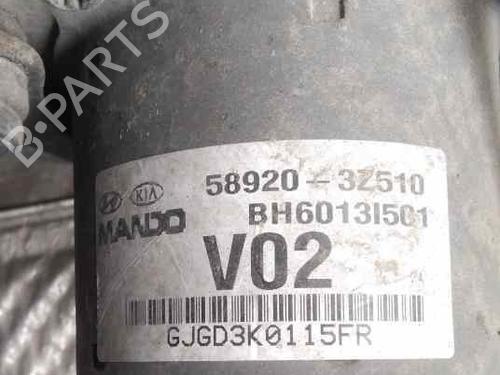 B-PARTS
KIA
58920-3Z510
MANDO
BH6013I501
V02
GJGD3K0115FR